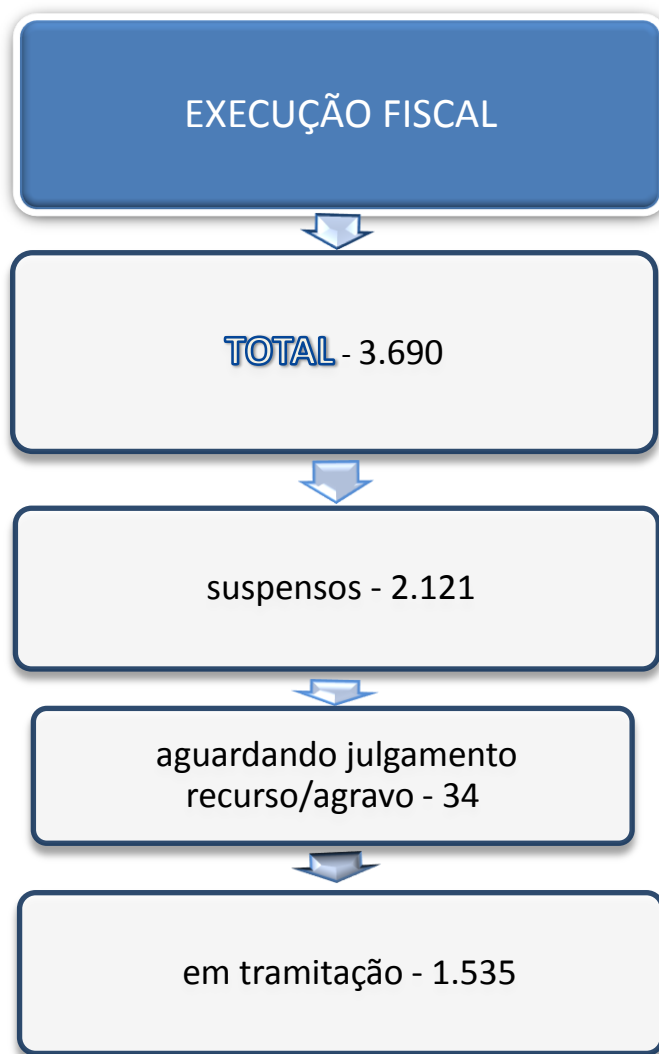 EXECUÇÃO FISCAL
TOTAL - 3.690
suspensos - 2.121
aguardando julgamento
recurso/agravo - 34
em tramitação - 1.535